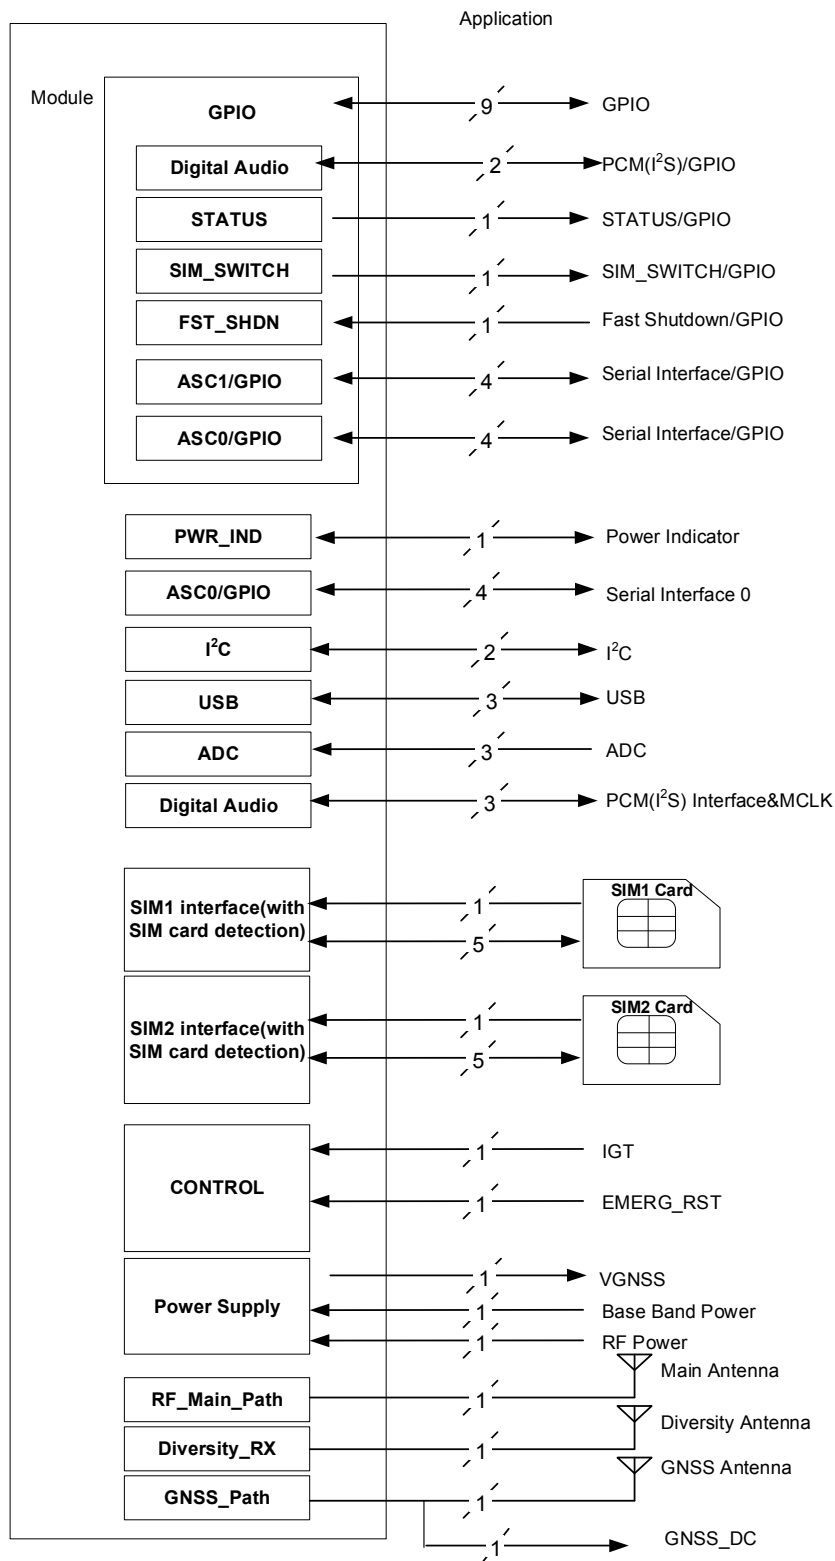 Application
Module
GPIO
9
GPIO
Digital Audio
2
PCM(I²S)/GPIO
STATUS
1
STATUS/GPIO
SIM_SWITCH
1
SIM_SWITCH/GPIO
FST_SHDN
1
Fast Shutdown/GPIO
ASC1/GPIO
4
Serial Interface/GPIO
ASC0/GPIO
4
Serial Interface/GPIO
PWR_IND
1
Power Indicator
ASC0/GPIO
4
Serial Interface 0
I²C
2
I²C
USB
3
USB
ADC
3
ADC
Digital Audio
3
PCM(I²S) Interface&MCLK
SIM1 interface(with
SIM card detection)
1
5
SIM1 Card
SIM2 interface(with
SIM card detection)
1
5
SIM2 Card
CONTROL
1
IGT
1
EMERG_RST
Power Supply
1
VGNSS
1
Base Band Power
1
RF Power
RF_Main_Path
1
Main Antenna
Diversity_RX
1
Diversity Antenna
GNSS_Path
1
GNSS Antenna
1
GNSS_DC